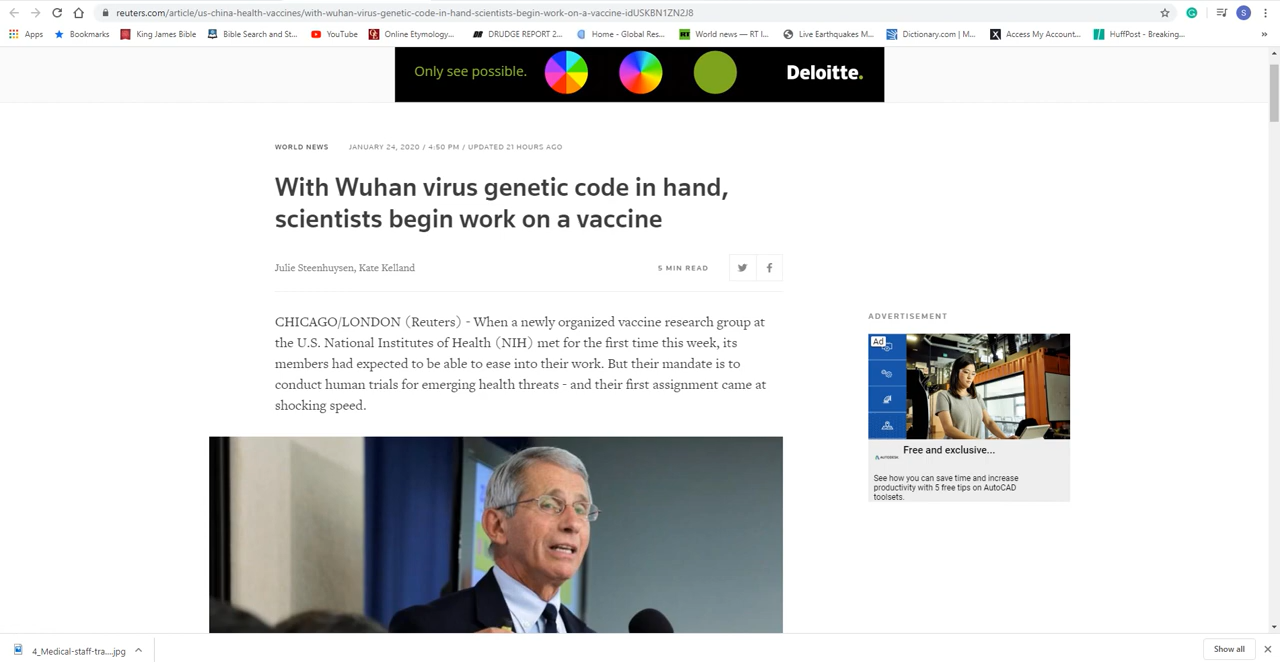 reuters.com/article/us-china-health-vaccines/with-wuhan-virus-genetic-code-in-hand-scientists-begin-work-on-a-vaccine-idUSKBN1ZN2J8
S
Apps Bookmarks King James Bible Bible Search and St... YouTube Online Etymology... DRUDGE REPORT 2... Home - Global Res... World news — RT I... Live Earthquakes M... Dictionary.com | M... Access My Account... HuffPost - Breaking... »
Only see possible. Deloitte.
WORLD NEWS JANUARY 24, 2020 / 4:50 PM / UPDATED 21 HOURS AGO
With Wuhan virus genetic code in hand,
scientists begin work on a vaccine
Julie Steenhuysen, Kate Kelland 5 MIN READ
CHICAGO/LONDON (Reuters) - When a newly organized vaccine research group at
the U.S. National Institutes of Health (NIH) met for the first time this week, its
members had expected to be able to ease into their work. But their mandate is to
conduct human trials for emerging health threats - and their first assignment came at
shocking speed.
ADVERTISEMENT
Ad
Free and exclusive...
AUTODESK
See how you can save time and increase
productivity with 5 free tips on AutoCAD
toolsets.
4_Medical-staff-tra....jpg Show all